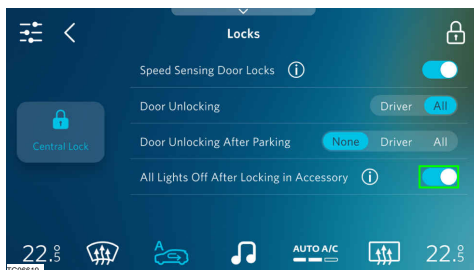 Locks
Speed Sensing Door Locks
Door Unlocking Driver All
Central Lock
Door Unlocking After Parking None Driver All
All Lights Off After Locking in Accessory
22.5° A AUTO A/C 22.5°